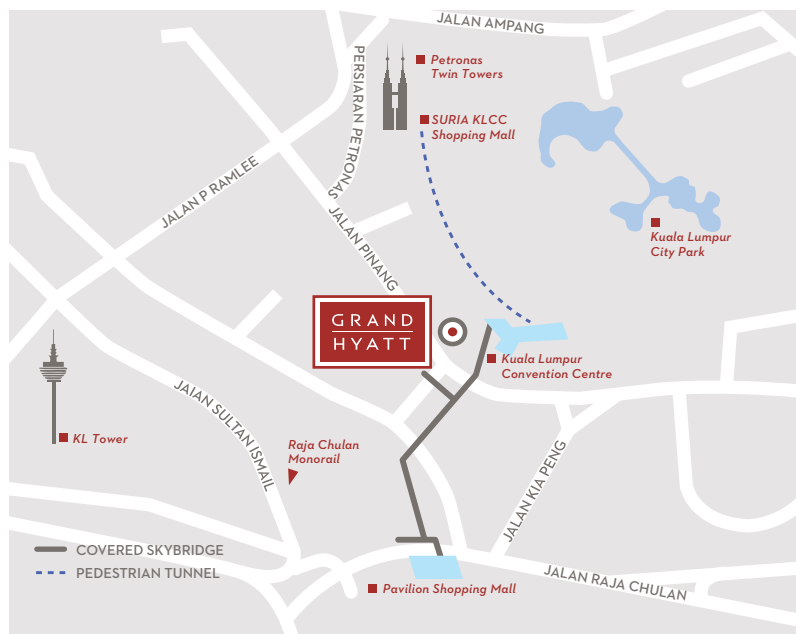 JALAN AMPANG
PERSIARAN PETRONAS
Petronas
Twin Towers
SURIA KLCC
Shopping Mall
JALAN P RAMLEE
JALAN PINANG
Kuala Lumpur
City Park
GRAND
HYATT
Kuala Lumpur
Convention Centre
KL Tower
JAIAN SULTAN ISMAIL
Raja Chulan
Monorail
JALAN KIA PENG
COVERED SKYBRIDGE
PEDESTRIAN TUNNEL
JALAN RAJA CHULAN
Pavilion Shopping Mall